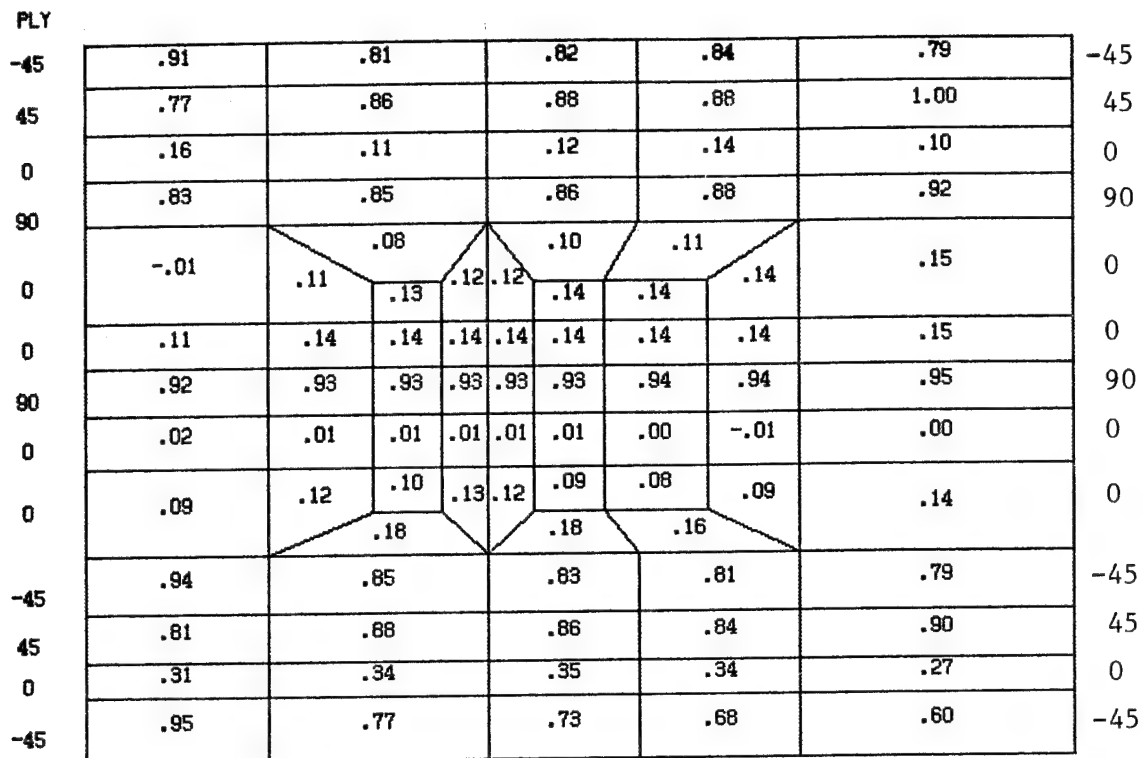 PLY
-45 .91 .81 .82 .84 .79 -45
45 .77 .86 .88 .88 1.00 45
0 .16 .11 .12 .14 .10 0
90 .83 .85 .86 .88 .92 90
.08 .10 .11
0 -.01 .11 .12 .12 .14 .15 0
.13 .14 .14
0 .11 .14 .14 .14 .14 .14 .14 .14 .15 0
90 .92 .93 .93 .93 .93 .93 .94 .94 .95 90
0 .02 .01 .01 .01 .01 .01 .00 -.01 .00 0
0 .09 .12 .10 .13 .12 .09 .08 .09 .14 0
.18 .18 .16
-45 .94 .85 .83 .81 .79 -45
45 .81 .88 .86 .84 .90 45
0 .31 .34 .35 .34 .27 0
-45 .95 .77 .73 .68 .60 -45